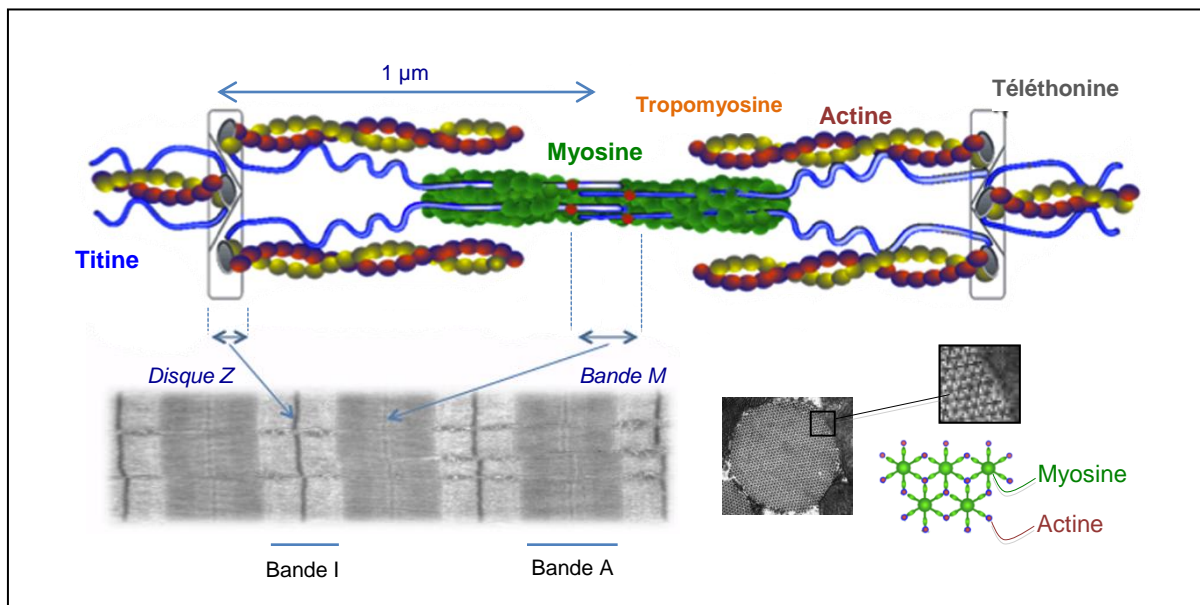 1 µm
Tropomyosine
Actine
Téléthonine
Myosine
Titine
Disque Z
Bande M
Myosine
Actine
Bande I
Bande A